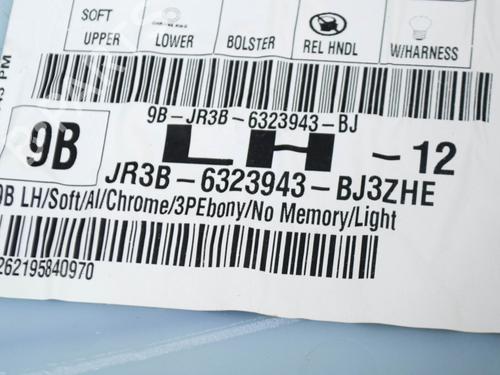 SOFT
UPPER LOWER BOLSTER REL HNDL W/HARNESS
PM
9B-JR3B-6323943-BJ
9B LH -12
JR3B-6323943-BJ3ZHE
9B LH/Soft/Al/Chrome/3PEbony/No Memory/Light
262195840970